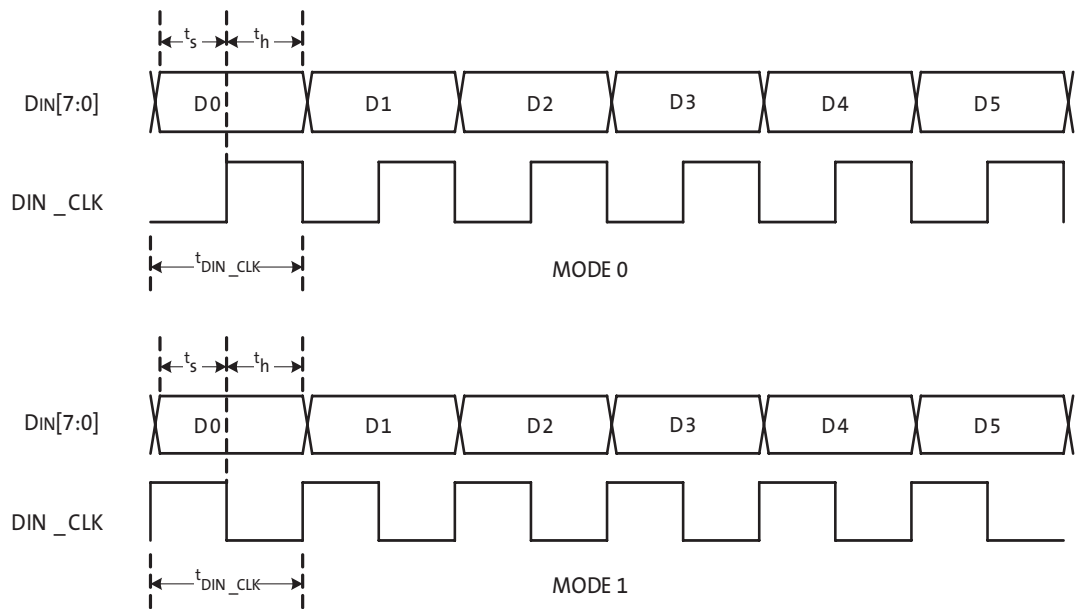 ts th
DIN[7:0] D0 D1 D2 D3 D4 D5
DIN _CLK
tDIN _CLK MODE 0
ts th
DIN[7:0] D0 D1 D2 D3 D4 D5
DIN _CLK
tDIN _CLK MODE 1